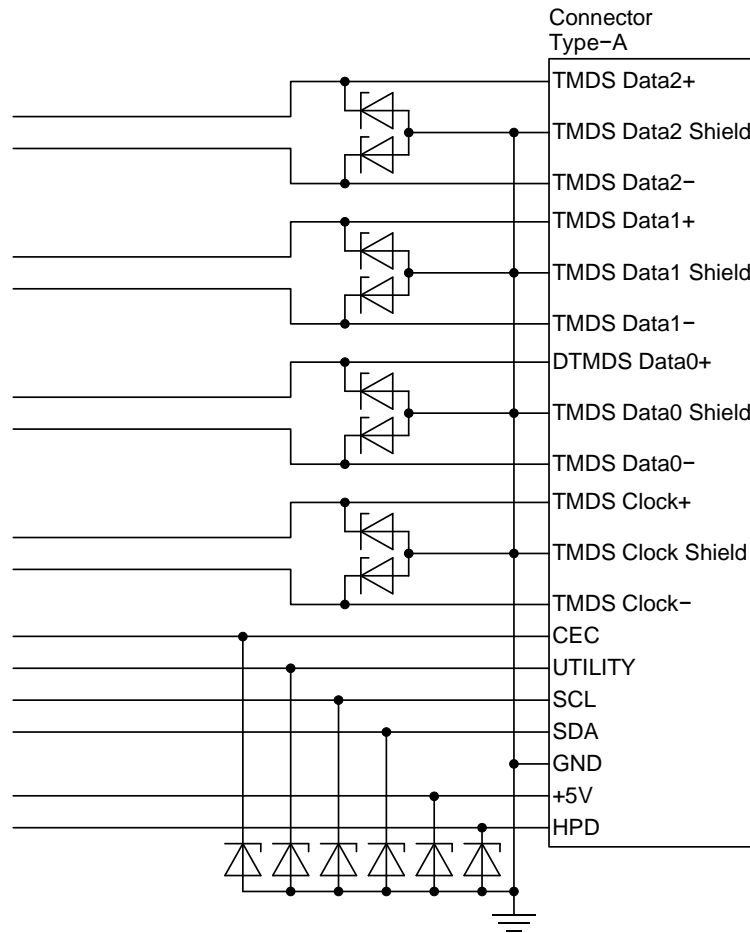 Connector
Type−A
TMDS Data2+
TMDS Data2 Shield
TMDS Data2−
TMDS Data1+
TMDS Data1 Shield
TMDS Data1−
DTMDS Data0+
TMDS Data0 Shield
TMDS Data0−
TMDS Clock+
TMDS Clock Shield
TMDS Clock−
CEC
UTILITY
SCL
SDA
GND
+5V
HPD